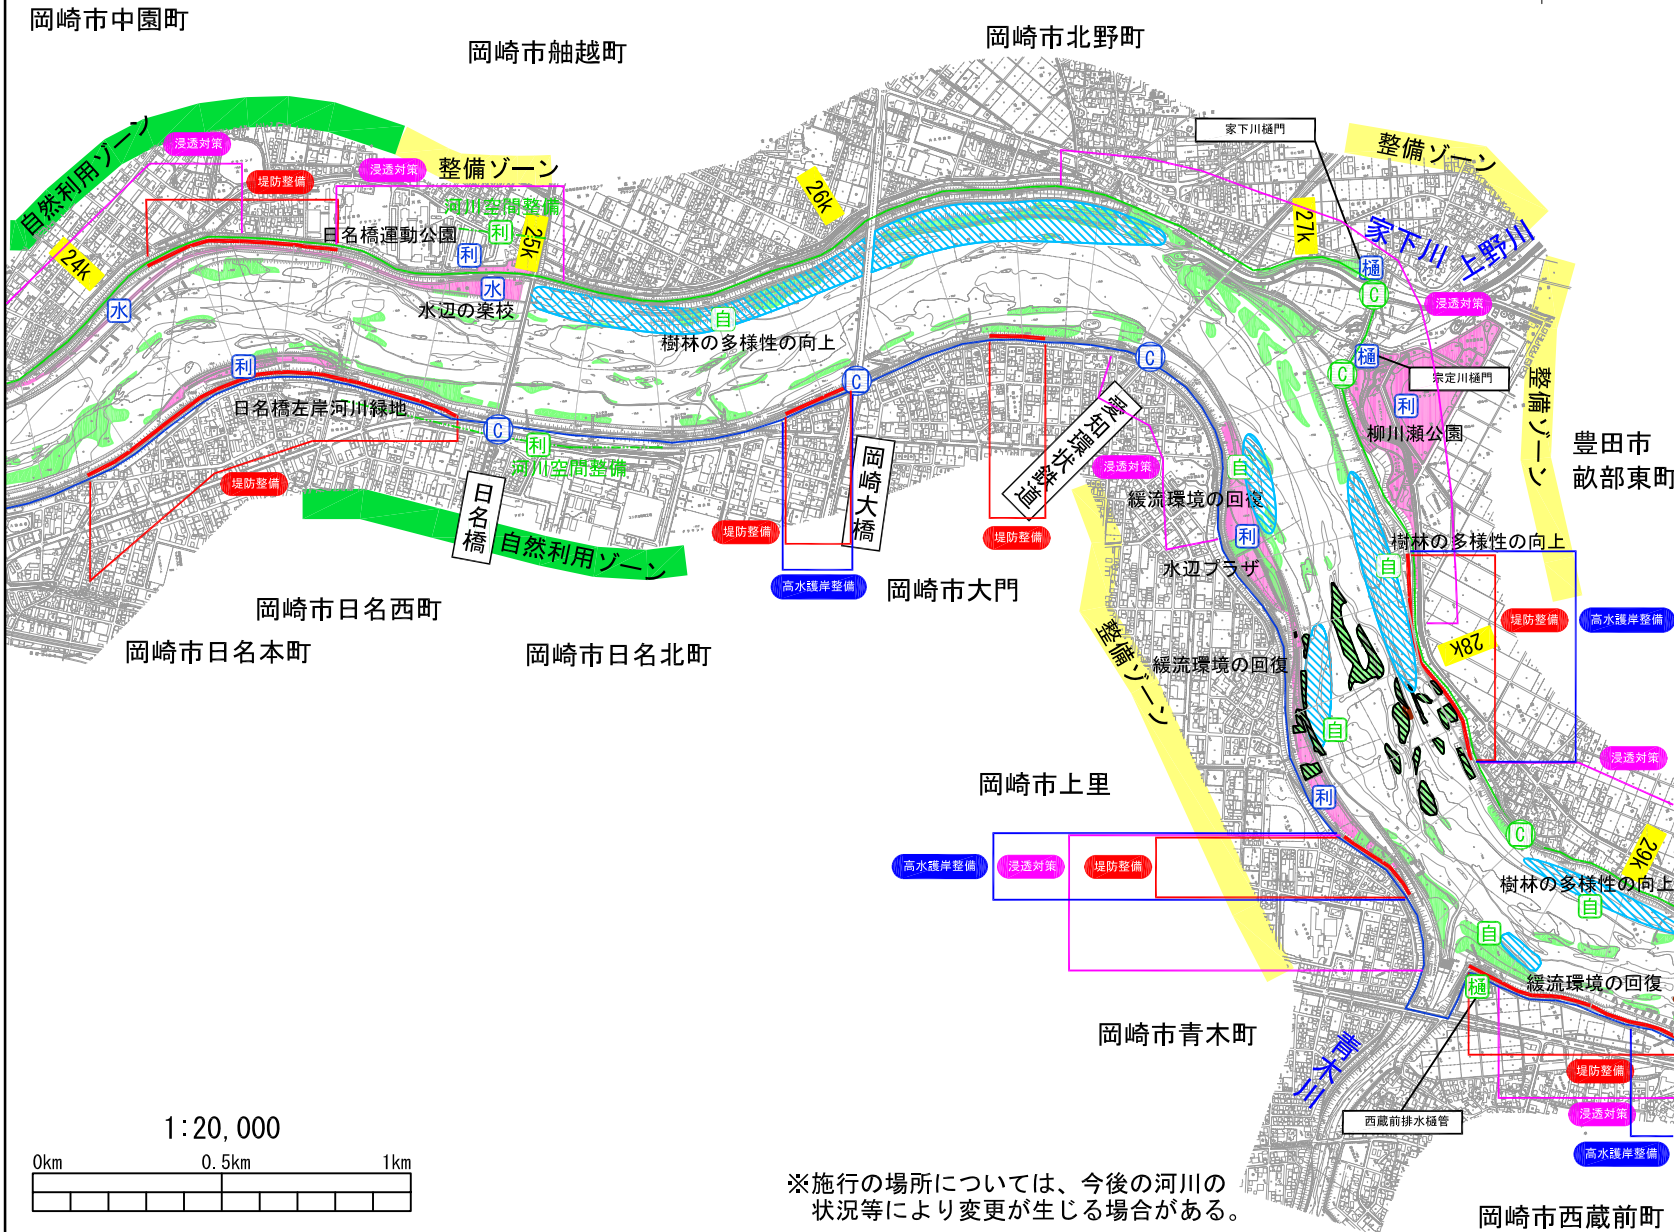 岡崎市中園町
岡崎市舳越町
岡崎市北野町
家下川樋門
整備ゾーン
浸透対策
自然利用ゾーン
浸透対策
整備ゾーン
堤防整備
河川空間整備
利
26k
27k
家下川
上野川
24k
日名橋運動公園
25k
利
樋
C
浸透対策
水
水
水辺の楽校
自
樹林の多様性の向上
C
樋
C
宗定川樋門
整備ゾーン
利
C
利
日名橋左岸河川緑地
C
利
河川空間整備
柳川瀬公園
豊田市
畝部東町
愛知環状鉄道
岡崎大橋
浸透対策
自
緩流環境の回復
堤防整備
日名橋
自然利用ゾーン
堤防整備
堤防整備
利
水辺プラザ
樹林の多様性の向上
自
高水護岸整備
岡崎市大門
岡崎市日名西町
堤防整備
高水護岸整備
岡崎市日名本町
岡崎市日名北町
整備ゾーン
緩流環境の回復
28k
自
浸透対策
岡崎市上里
利
C
29k
高水護岸整備
浸透対策
堤防整備
樹林の多様性の向上
自
自
樋
緩流環境の回復
岡崎市青木町
青木川
堤防整備
浸透対策
西蔵前排水樋管
高水護岸整備
1:20,000
0km 0.5km 1km
※施行の場所については、今後の河川の
状況等により変更が生じる場合がある。
岡崎市西蔵前町